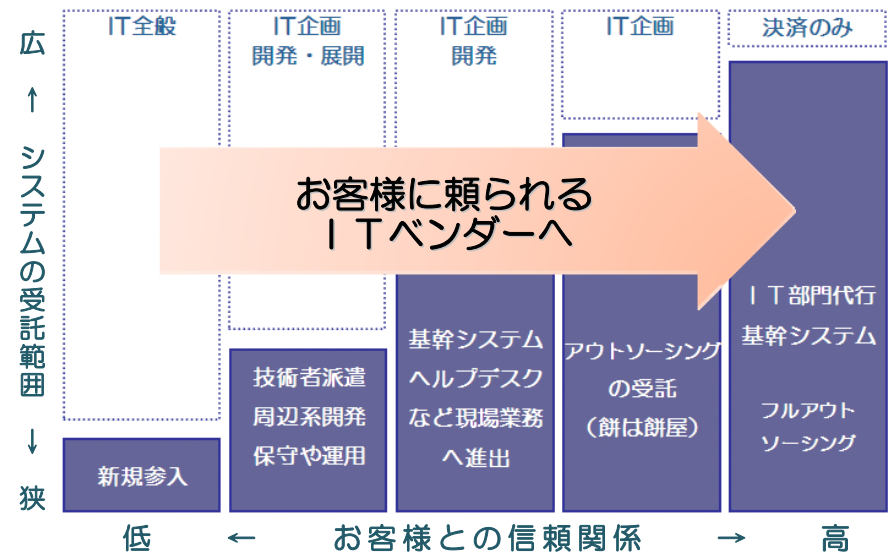 広
↑
システムの受託範囲
↓
狭
IT全般
新規参入
IT企画
開発・展開
技術者派遣
周辺系開発
保守や運用
IT企画
開発
基幹システム
ヘルプデスク
など現場業務
へ進出
IT企画
アウトソーシング
の受託
（餅は餅屋）
決済のみ
ＩＴ部門代行
基幹システム
フルアウト
ソーシング
お客様に頼られる
ＩＴベンダーへ
低 ← お客様との信頼関係 → 高